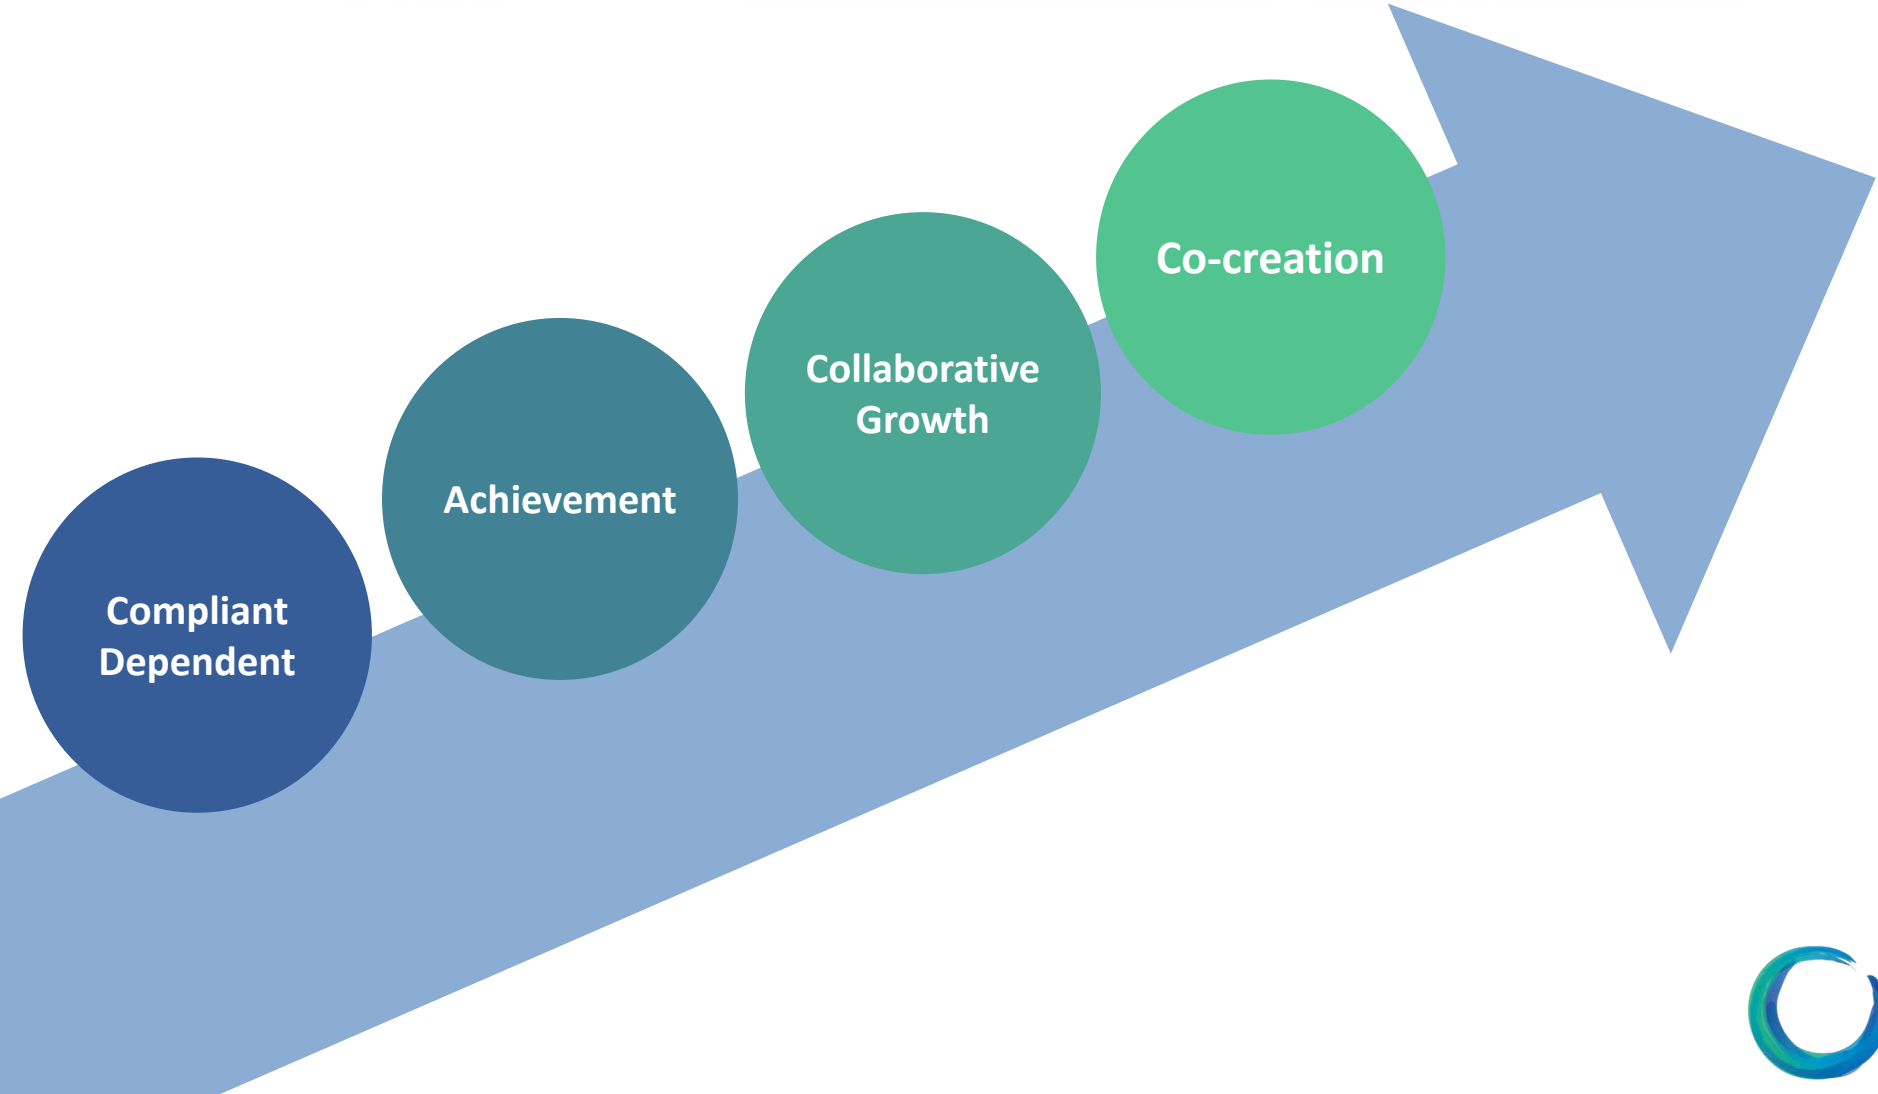 Compliant
Dependent
Achievement
Collaborative
Growth
Co-creation